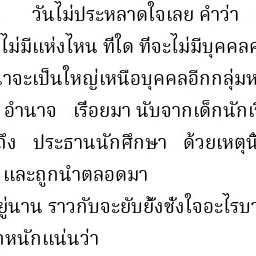 วันไม่ประหลาดใจเลย คำว่า
ไม่มีแห่งไหน ที่ใด ที่จะไม่มีบุคคล
จะเป็นใหญ่เหนือบุคคลอีกกลุ่ม
อำนาจ เรื่อยมา นับจากเด็กนัก
ถึง ประธานนักศึกษา ด้วยเหตุนี้
และถูกนำตลอดมา
นาน ราวกับจะยับยั้งชั่งใจอะไร
หนักแน่นว่า